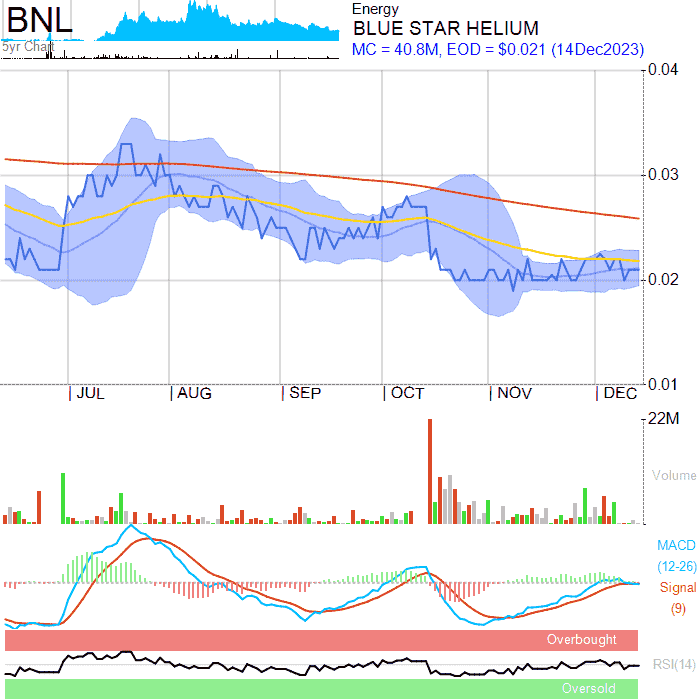 BNL
5yr Chart
Energy
BLUE STAR HELIUM
MC = 40.8M, EOD = $0.021 (14Dec2023)
0.04
0.03
0.02
0.01
JUL AUG SEP OCT NOV DEC
22M
Volume
MACD
(12-26)
Signal
(9)
Overbought
RSI(14)
Oversold